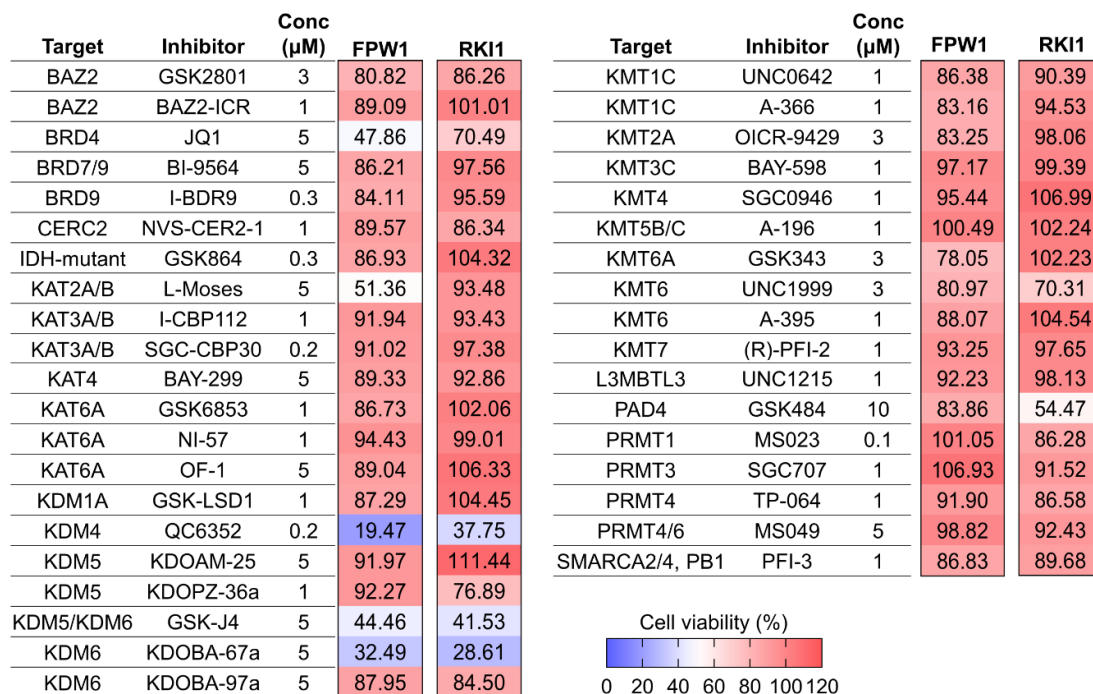 Target Inhibitor Conc (µM) FPW1 RKI1
BAZ2 GSK2801 3 80.82 86.26
BAZ2 BAZ2-ICR 1 89.09 101.01
BRD4 JQ1 5 47.86 70.49
BRD7/9 BI-9564 5 86.21 97.56
BRD9 I-BDR9 0.3 84.11 95.59
CERC2 NVS-CER2-1 1 89.57 86.34
IDH-mutant GSK864 0.3 86.93 104.32
KAT2A/B L-Moses 5 51.36 93.48
KAT3A/B I-CBP112 1 91.94 93.43
KAT3A/B SGC-CBP30 0.2 91.02 97.38
KAT4 BAY-299 5 89.33 92.86
KAT6A GSK6853 1 86.73 102.06
KAT6A NI-57 1 94.43 99.01
KAT6A OF-1 5 89.04 106.33
KDM1A GSK-LSD1 1 87.29 104.45
KDM4 QC6352 0.2 19.47 37.75
KDM5 KDOAM-25 5 91.97 111.44
KDM5 KDOPZ-36a 1 92.27 76.89
KDM5/KDM6 GSK-J4 5 44.46 41.53
KDM6 KDOBA-67a 5 32.49 28.61
KDM6 KDOBA-97a 5 87.95 84.50
Target Inhibitor Conc (µM) FPW1 RKI1
KMT1C UNC0642 1 86.38 90.39
KMT1C A-366 1 83.16 94.53
KMT2A OICR-9429 3 83.25 98.06
KMT3C BAY-598 1 97.17 99.39
KMT4 SGC0946 1 95.44 106.99
KMT5B/C A-196 1 100.49 102.24
KMT6A GSK343 3 78.05 102.23
KMT6 UNC1999 3 80.97 70.31
KMT6 A-395 1 88.07 104.54
KMT7 (R)-PFI-2 1 93.25 97.65
L3MBTL3 UNC1215 1 92.23 98.13
PAD4 GSK484 10 83.86 54.47
PRMT1 MS023 0.1 101.05 86.28
PRMT3 SGC707 1 106.93 91.52
PRMT4 TP-064 1 91.90 86.58
PRMT4/6 MS049 5 98.82 92.43
SMARCA2/4, PB1 PFI-3 1 86.83 89.68
Cell viability (%)
0 20 40 60 80 100 120